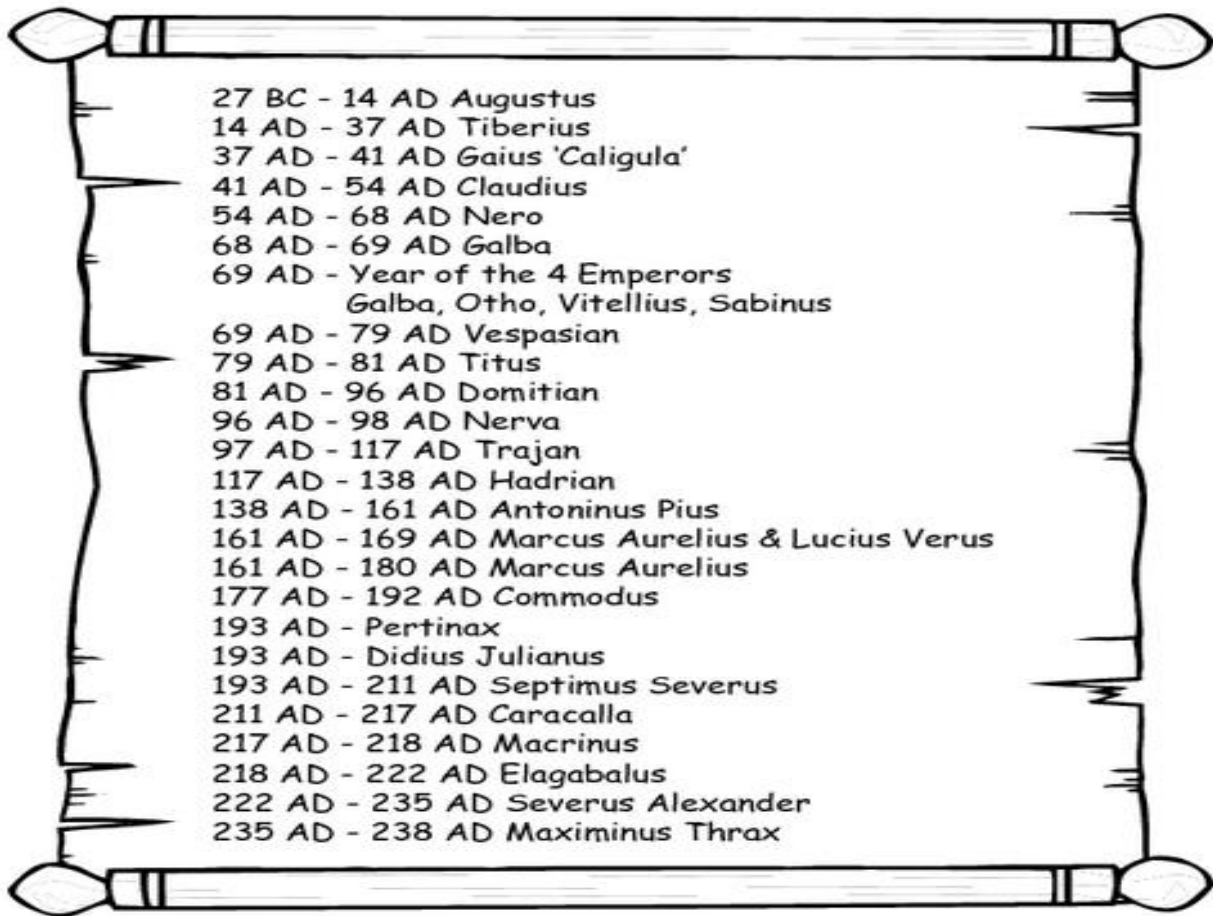 27 BC - 14 AD Augustus
14 AD - 37 AD Tiberius
37 AD - 41 AD Gaius 'Caligula'
41 AD - 54 AD Claudius
54 AD - 68 AD Nero
68 AD - 69 AD Galba
69 AD - Year of the 4 Emperors
Galba, Otho, Vitellius, Sabinus
69 AD - 79 AD Vespasian
79 AD - 81 AD Titus
81 AD - 96 AD Domitian
96 AD - 98 AD Nerva
97 AD - 117 AD Trajan
117 AD - 138 AD Hadrian
138 AD - 161 AD Antoninus Pius
161 AD - 169 AD Marcus Aurelius & Lucius Verus
161 AD - 180 AD Marcus Aurelius
177 AD - 192 AD Commodus
193 AD - Pertinax
193 AD - Didius Julianus
193 AD - 211 AD Septimus Severus
211 AD - 217 AD Caracalla
217 AD - 218 AD Macrinus
218 AD - 222 AD Elagabalus
222 AD - 235 AD Severus Alexander
235 AD - 238 AD Maximinus Thrax